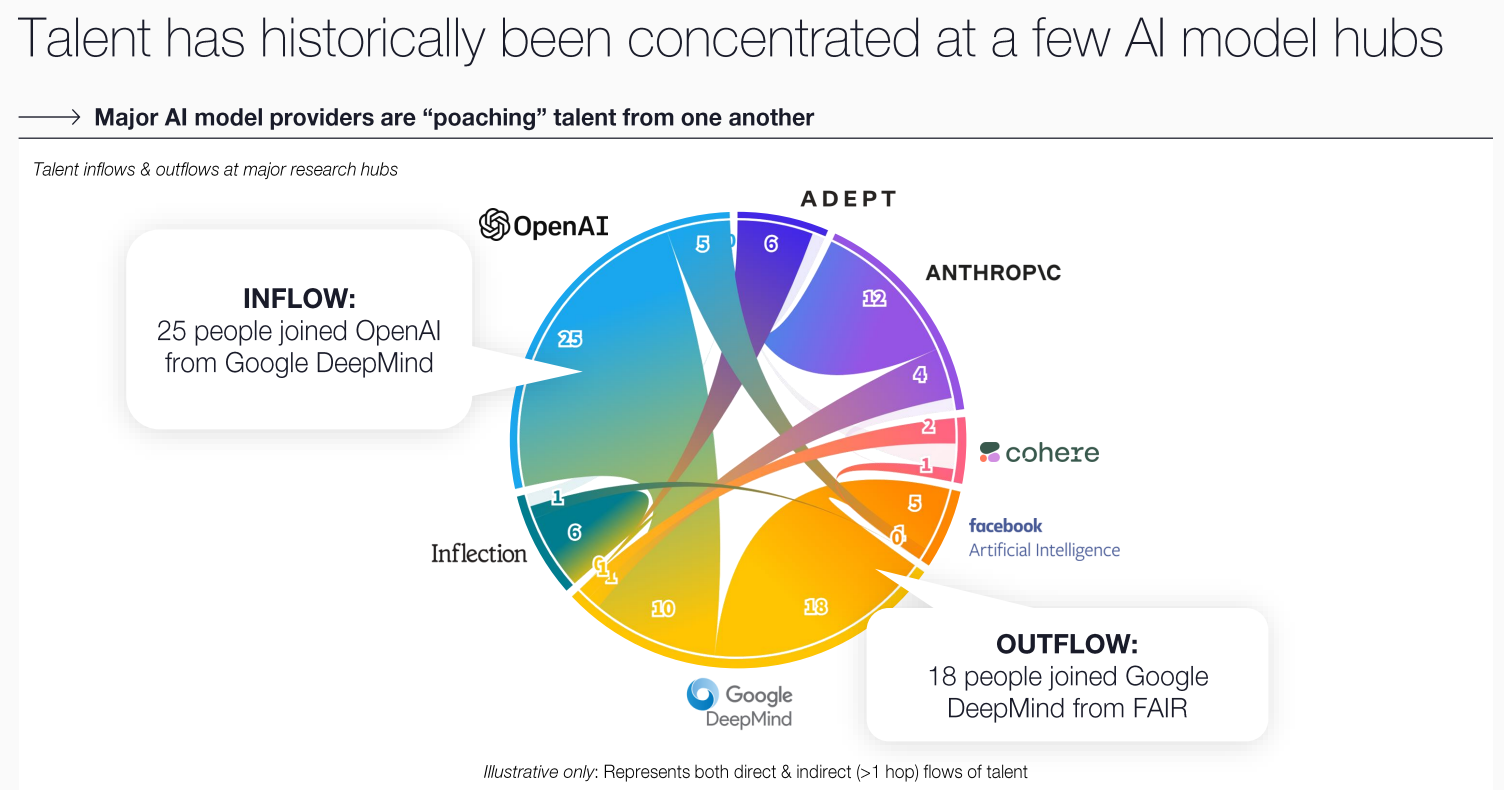 Talent has historically been concentrated at a few AI model hubs
Major AI model providers are “poaching” talent from one another
Talent inflows & outflows at major research hubs
ADEPT
OpenAI
ANTHROP\C
INFLOW:
25 people joined OpenAI
from Google DeepMind
5
6
12
25
4
2
cohere
1
1
5
facebook
Artificial Intelligence
6
0
Inflection
1
1
10
18
OUTFLOW:
18 people joined Google
DeepMind from FAIR
Google
DeepMind
Illustrative only: Represents both direct & indirect (>1 hop) flows of talent